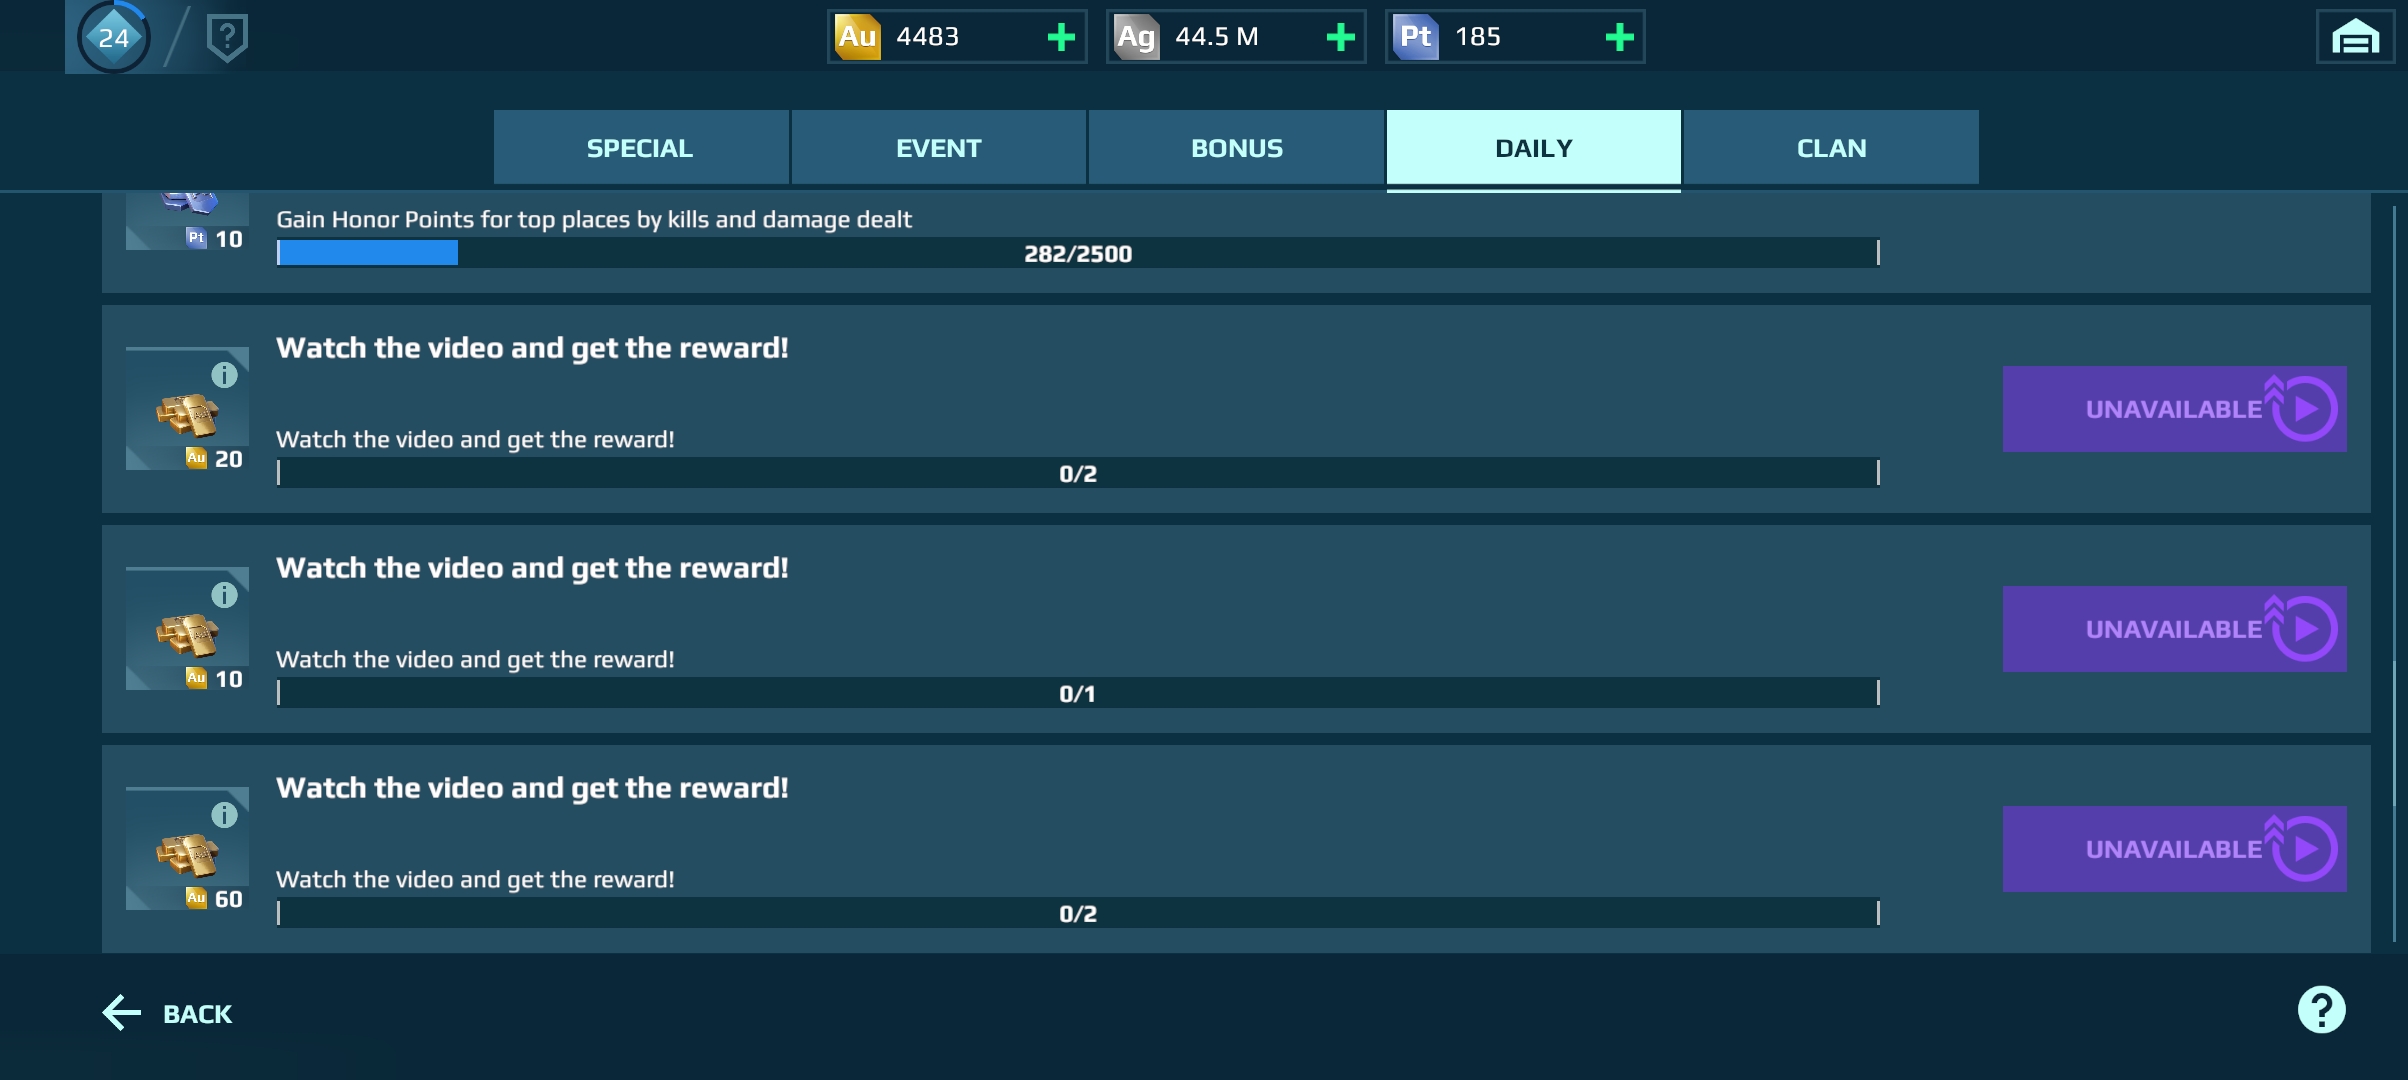 24
?
Au 4483 +
Ag 44.5 M +
Pt 185 +
SPECIAL
EVENT
BONUS
DAILY
CLAN
Gain Honor Points for top places by kills and damage dealt
Pt 10
282/2500
Watch the video and get the reward!
i
Au 20
Watch the video and get the reward!
0/2
UNAVAILABLE
Watch the video and get the reward!
i
Au 10
Watch the video and get the reward!
0/1
UNAVAILABLE
Watch the video and get the reward!
i
Au 60
Watch the video and get the reward!
0/2
UNAVAILABLE
BACK
?